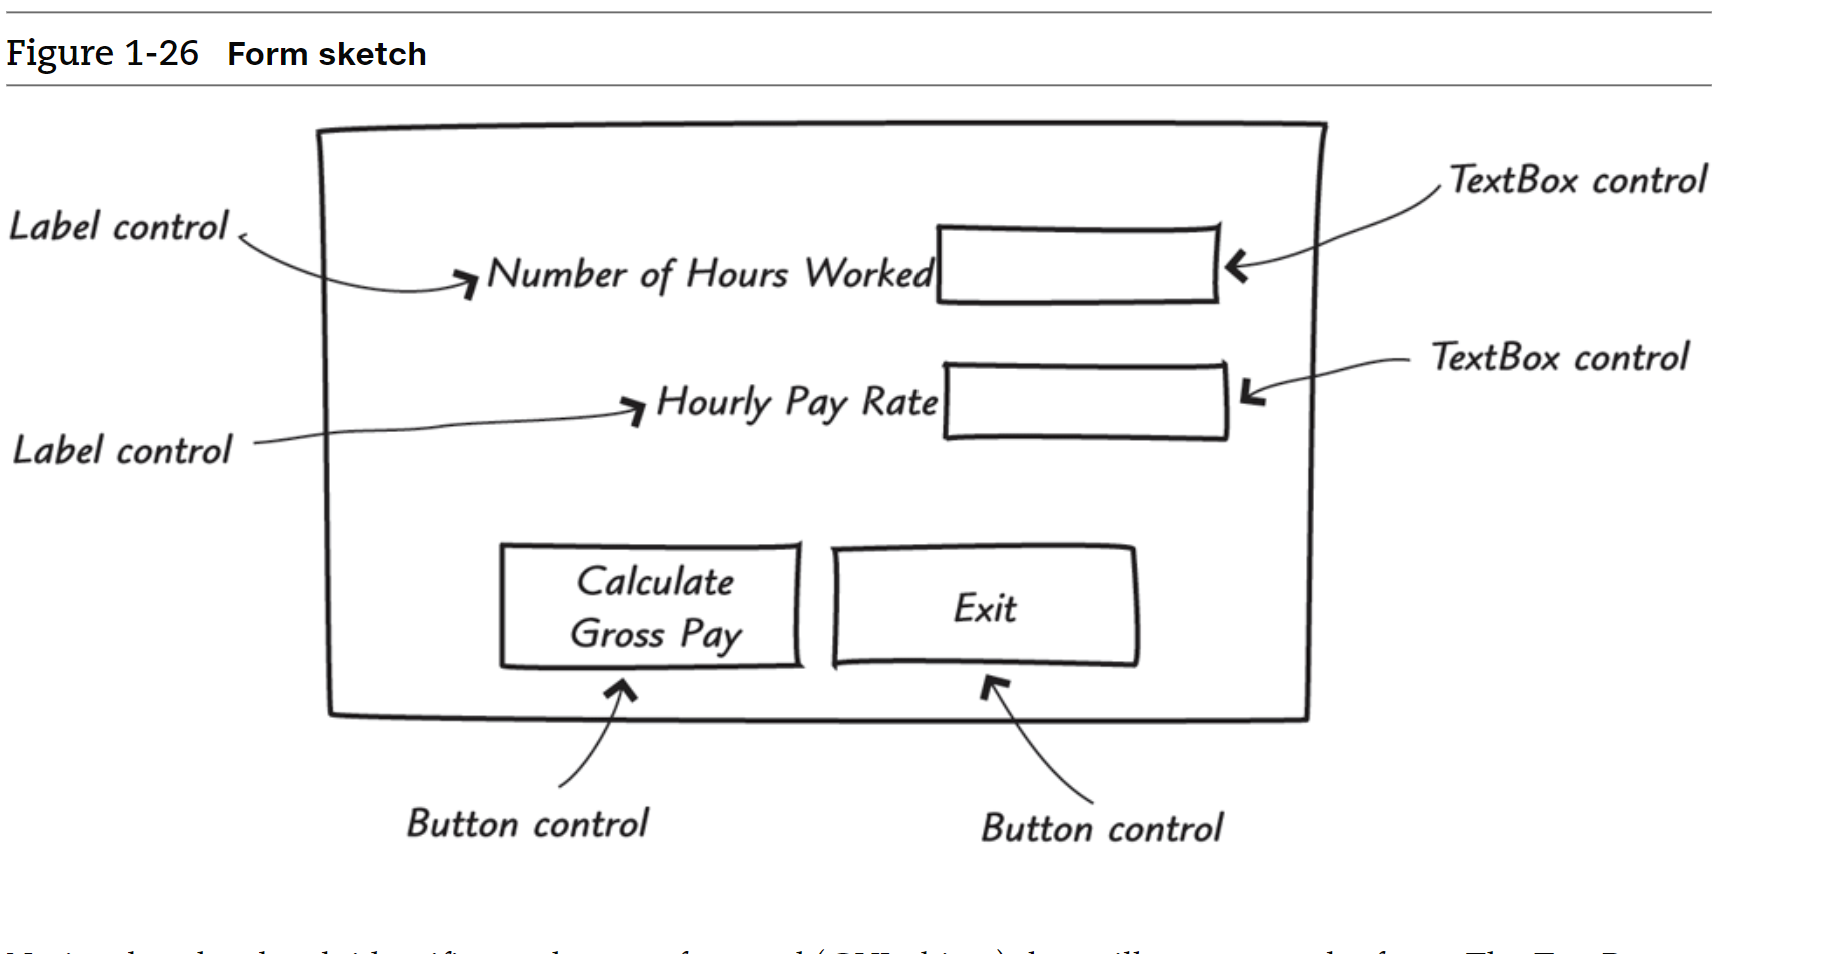 Figure 1-26 Form sketch
TextBox control
Label control
Number of Hours Worked
TextBox control
Hourly Pay Rate
Label control
Calculate
Gross Pay
Exit
Button control
Button control